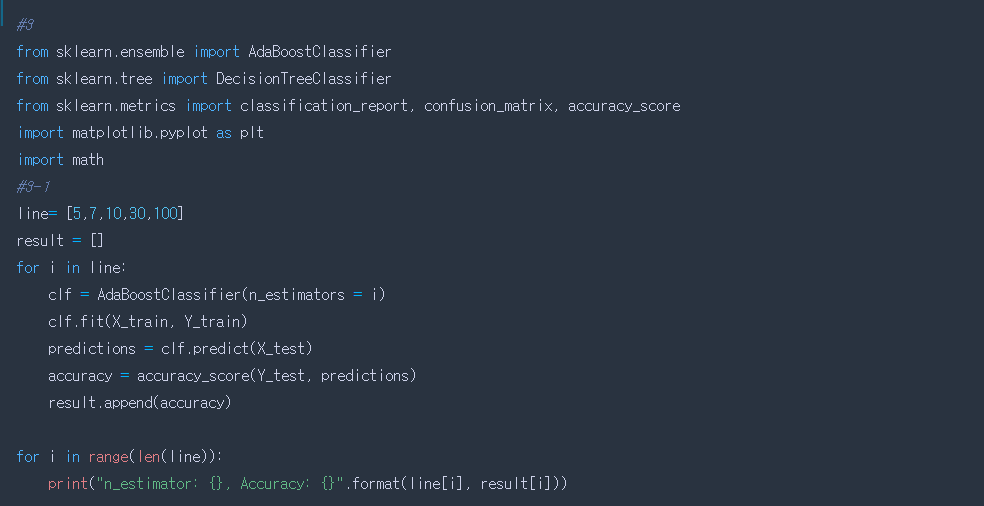 #3
from sklearn.ensemble import AdaBoostClassifier
from sklearn.tree import DecisionTreeClassifier
from sklearn.metrics import classification_report, confusion_matrix, accuracy_score
import matplotlib.pyplot as plt
import math
#3-1
line= [5,7,10,30,100]
result = []
for i in line:
    clf = AdaBoostClassifier(n_estimators = i)
    clf.fit(X_train, Y_train)
    predictions = clf.predict(X_test)
    accuracy = accuracy_score(Y_test, predictions)
    result.append(accuracy)
for i in range(len(line)):
    print("n_estimator: {}, Accuracy: {}".format(line[i], result[i]))